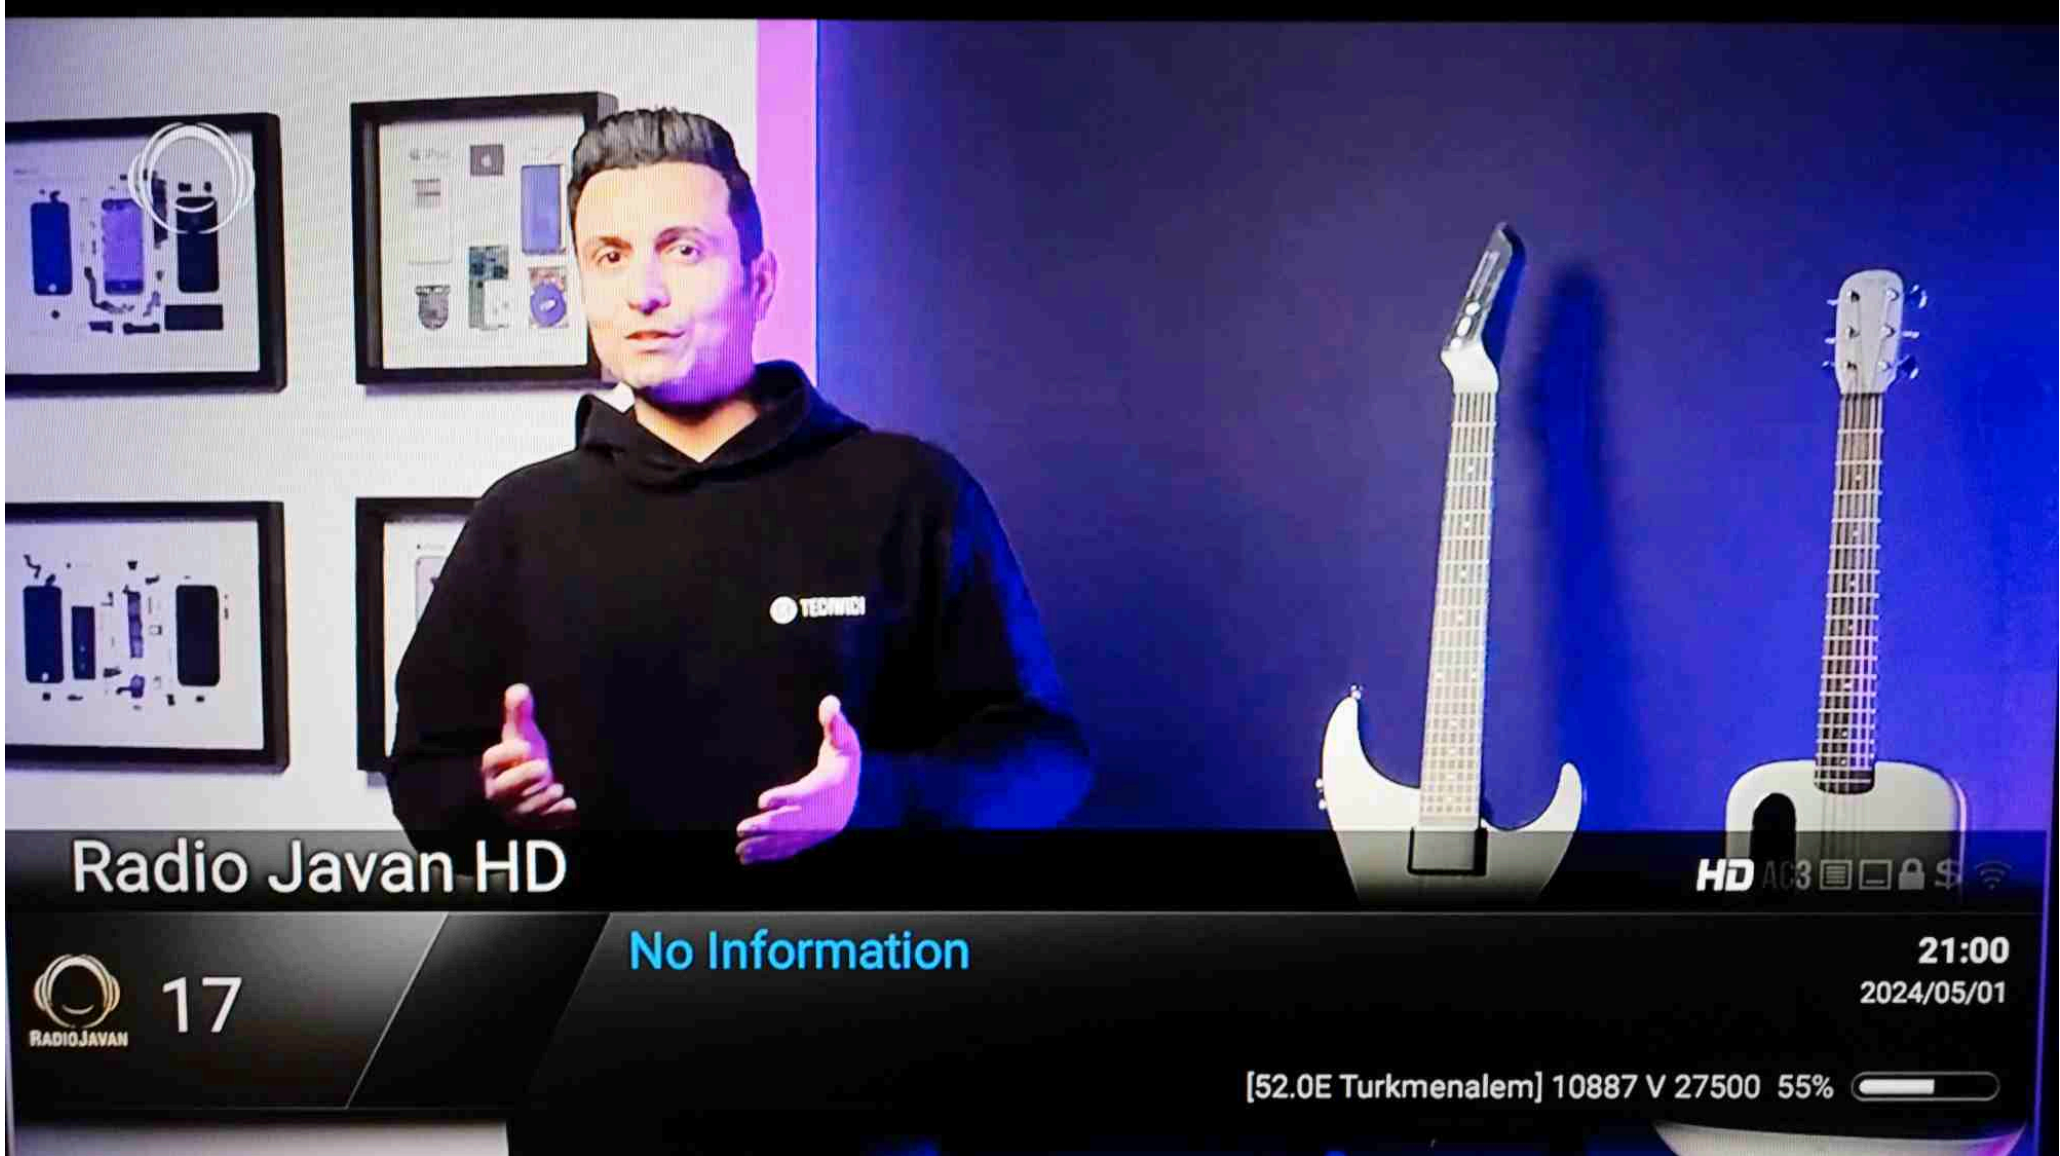 TECHVIDI
Radio Javan HD
HD AC3 $
RADIOJAVAN
17
No Information
21:00
2024/05/01
[52.0E Turkmenalem] 10887 V 27500 55%